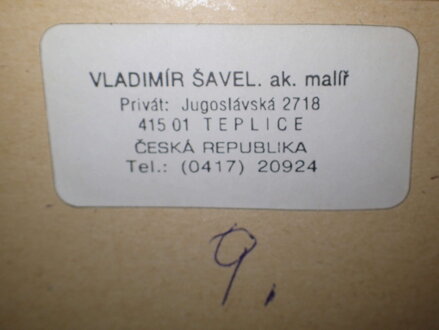 VLADIMÍR ŠAVEL. ak. malíř
Privát: Jugoslávská 2718
415 01 TEPLICE
ČESKÁ REPUBLIKA
Tel.: (0417) 20924
9.